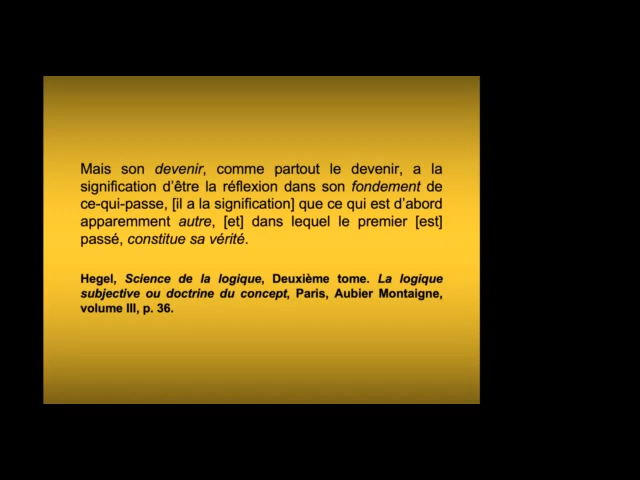 Mais son devenir, comme partout le devenir, a la
signification d'être la réflexion dans son fondement de
ce-qui-passe, [il a la signification] que ce qui est d'abord
apparemment autre, [et] dans lequel le premier [est]
passé, constitue sa vérité.
Hegel, Science de la logique, Deuxième tome. La logique
subjective ou doctrine du concept, Paris, Aubier Montaigne,
volume III, p. 36.